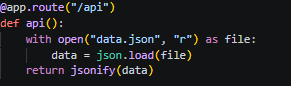 @app.route("/api")
def api():
    with open("data.json", "r") as file:
        data = json.load(file)
    return jsonify(data)